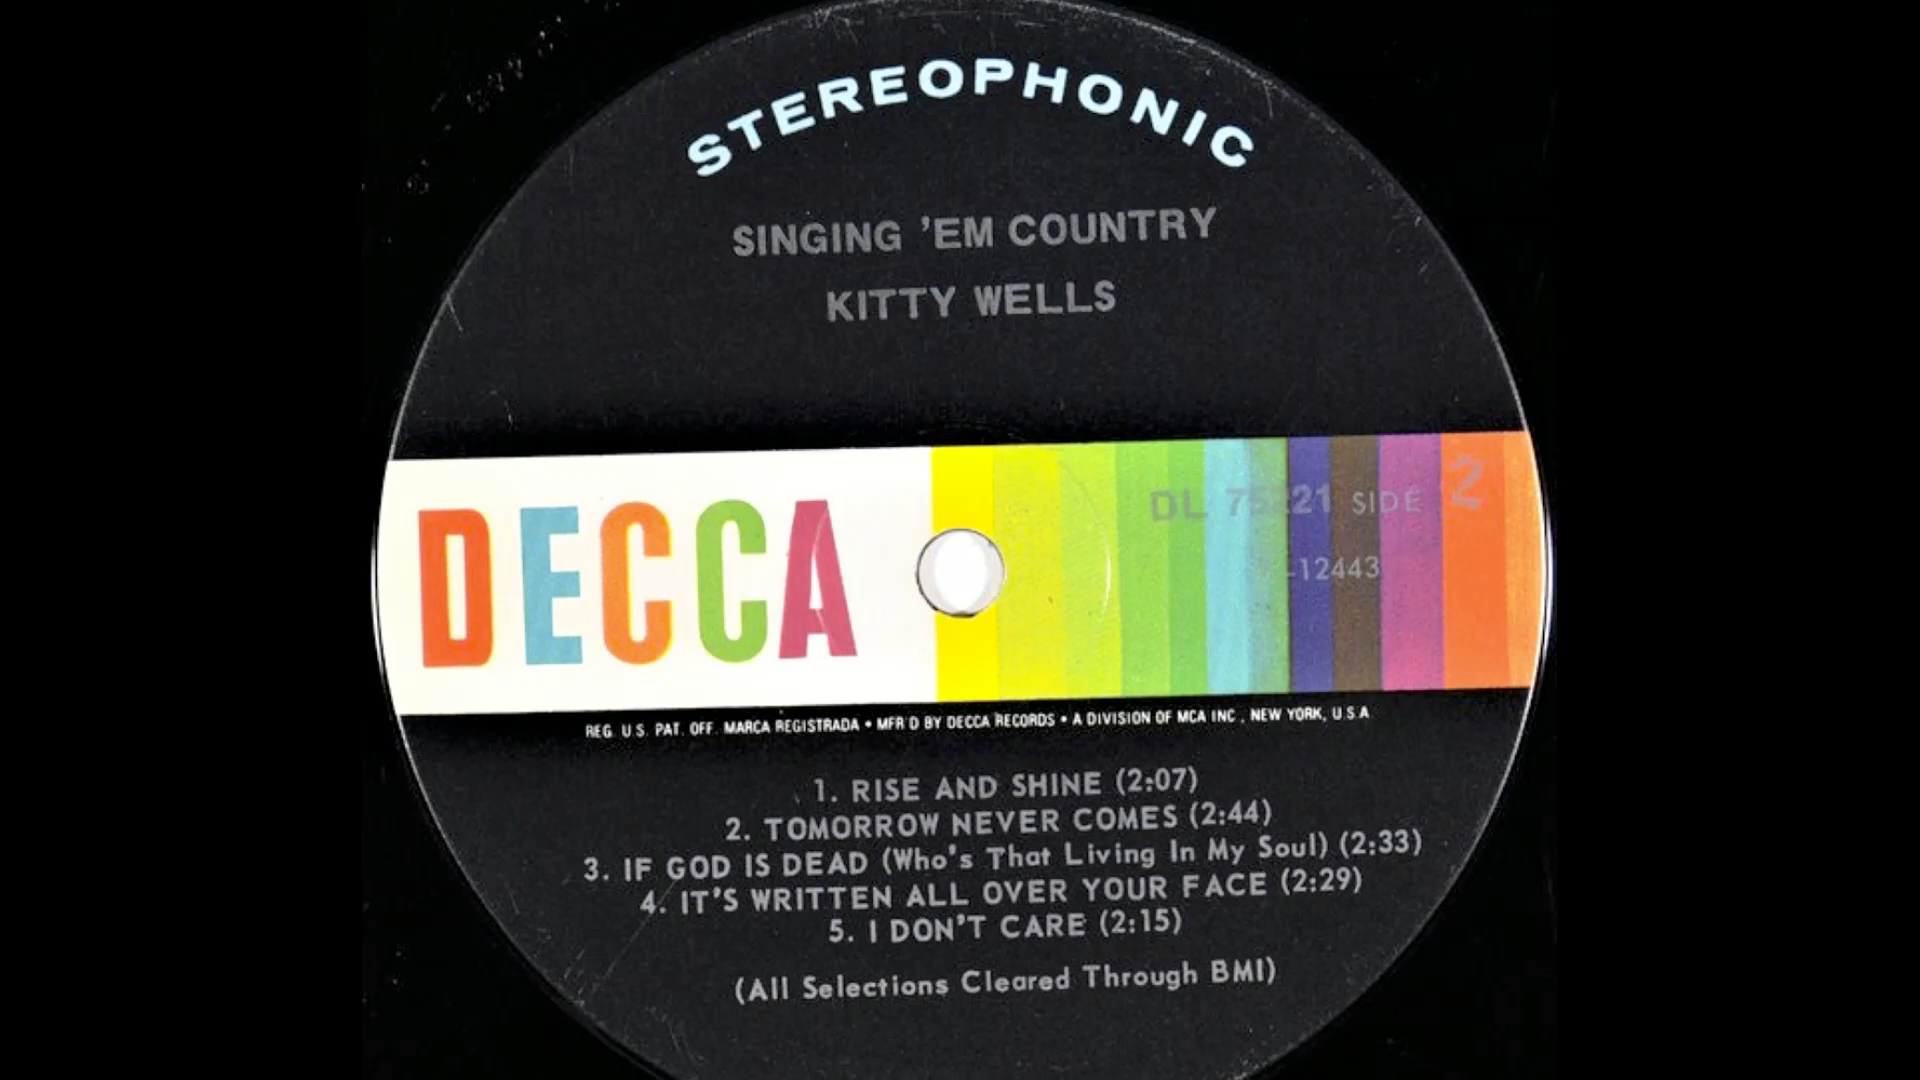 STEREOPHONIC
SINGING 'EM COUNTRY
KITTY WELLS
DECCA
DL 75221 SIDE 2
-12443
REG. U.S. PAT. OFF. MARCA REGISTRADA • MFR'D BY DECCA RECORDS • A DIVISION OF MCA INC., NEW YORK, U.S.A.
1. RISE AND SHINE (2:07)
2. TOMORROW NEVER COMES (2:44)
3. IF GOD IS DEAD (Who's That Living In My Soul) (2:33)
4. IT'S WRITTEN ALL OVER YOUR FACE (2:29)
5. I DON'T CARE (2:15)
(All Selections Cleared Through BMI)